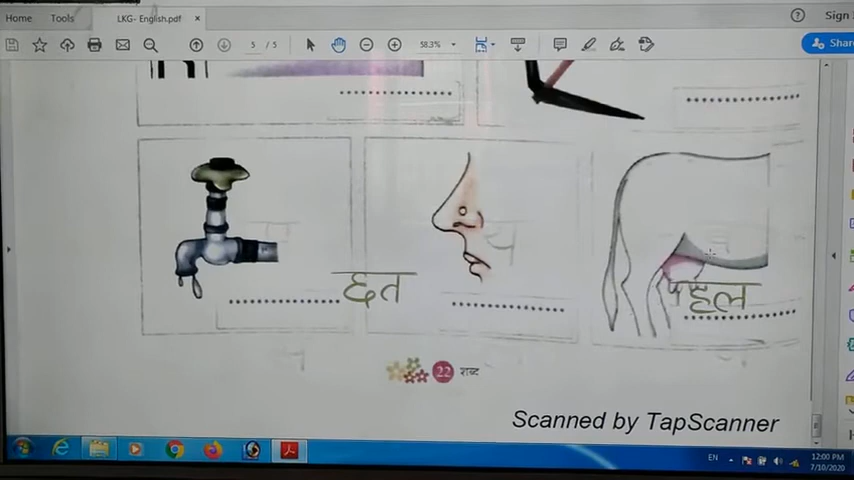 Home Tools LKG- English.pdf × Sign
5 / 5 58.3% Shar
छत
हल
22 शब्द
Scanned by TapScanner
EN 12:00 PM
7/10/2020